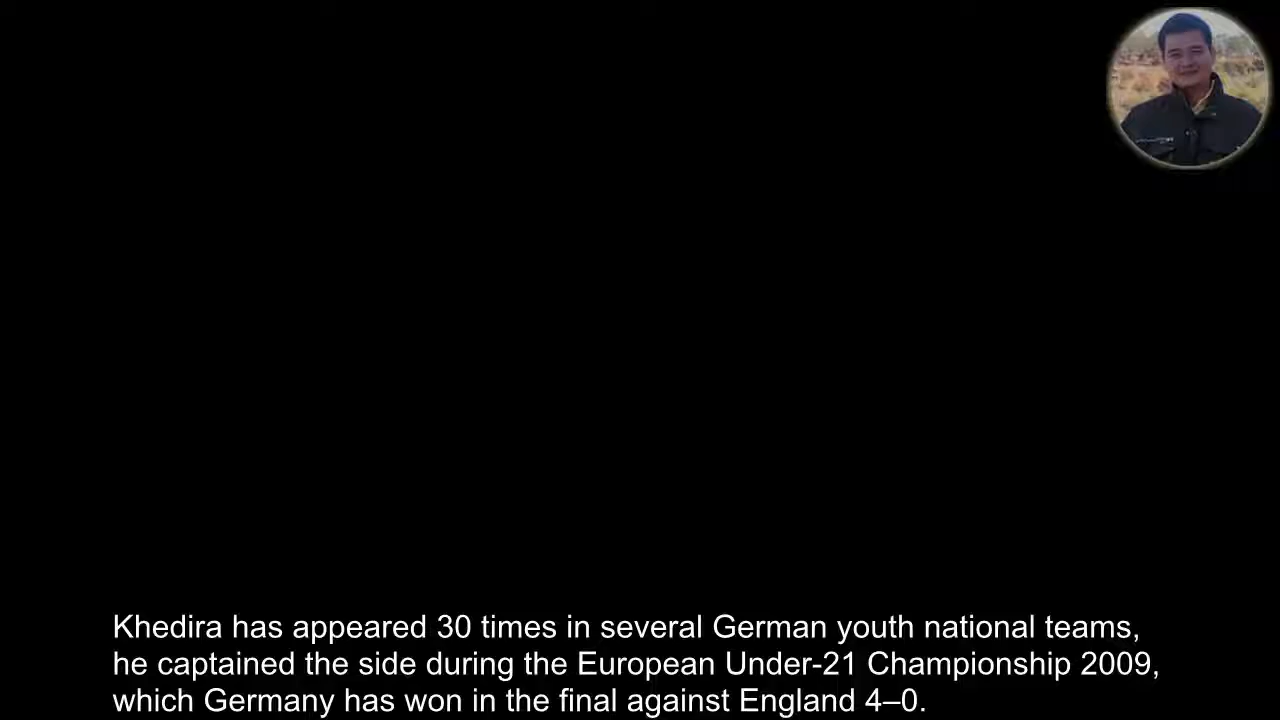 Khedira has appeared 30 times in several German youth national teams,
he captained the side during the European Under-21 Championship 2009,
which Germany has won in the final against England 4–0.